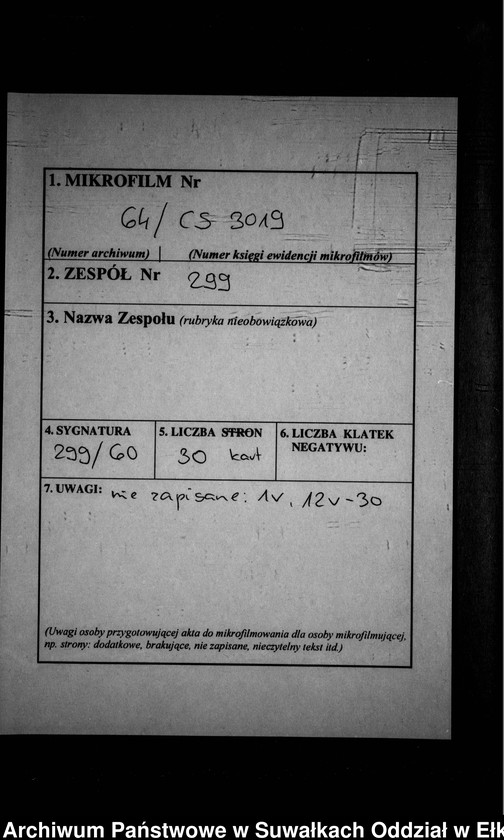 1. MIKROFILM Nr
64 / CS 3019
(Numer archiwum) | (Numer księgi ewidencji mikrofilmów)
2. ZESPÓŁ Nr 299
3. Nazwa Zespołu (rubryka nieobowiązkowa)
4. SYGNATURA
299/60
5. LICZBA STRON
30 kart
6. LICZBA KLATEK
NEGATYWU:
7. UWAGI: nie zapisane: 1v, 12v-30
(Uwagi osoby przygotowującej akta do mikrofilmowania dla osoby mikrofilmującej,
np. strony: dodatkowe, brakujące, nie zapisane, nieczytelny tekst itd.)
Archiwum Państwowe w Suwałkach Oddział w Ełk